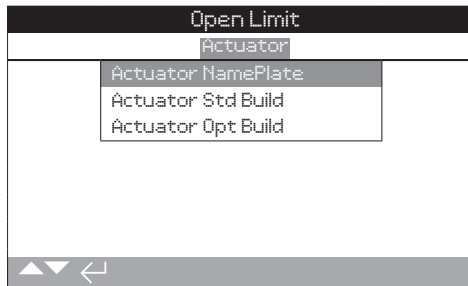 Open Limit
Actuator
Actuator NamePlate
Actuator Std Build
Actuator Opt Build